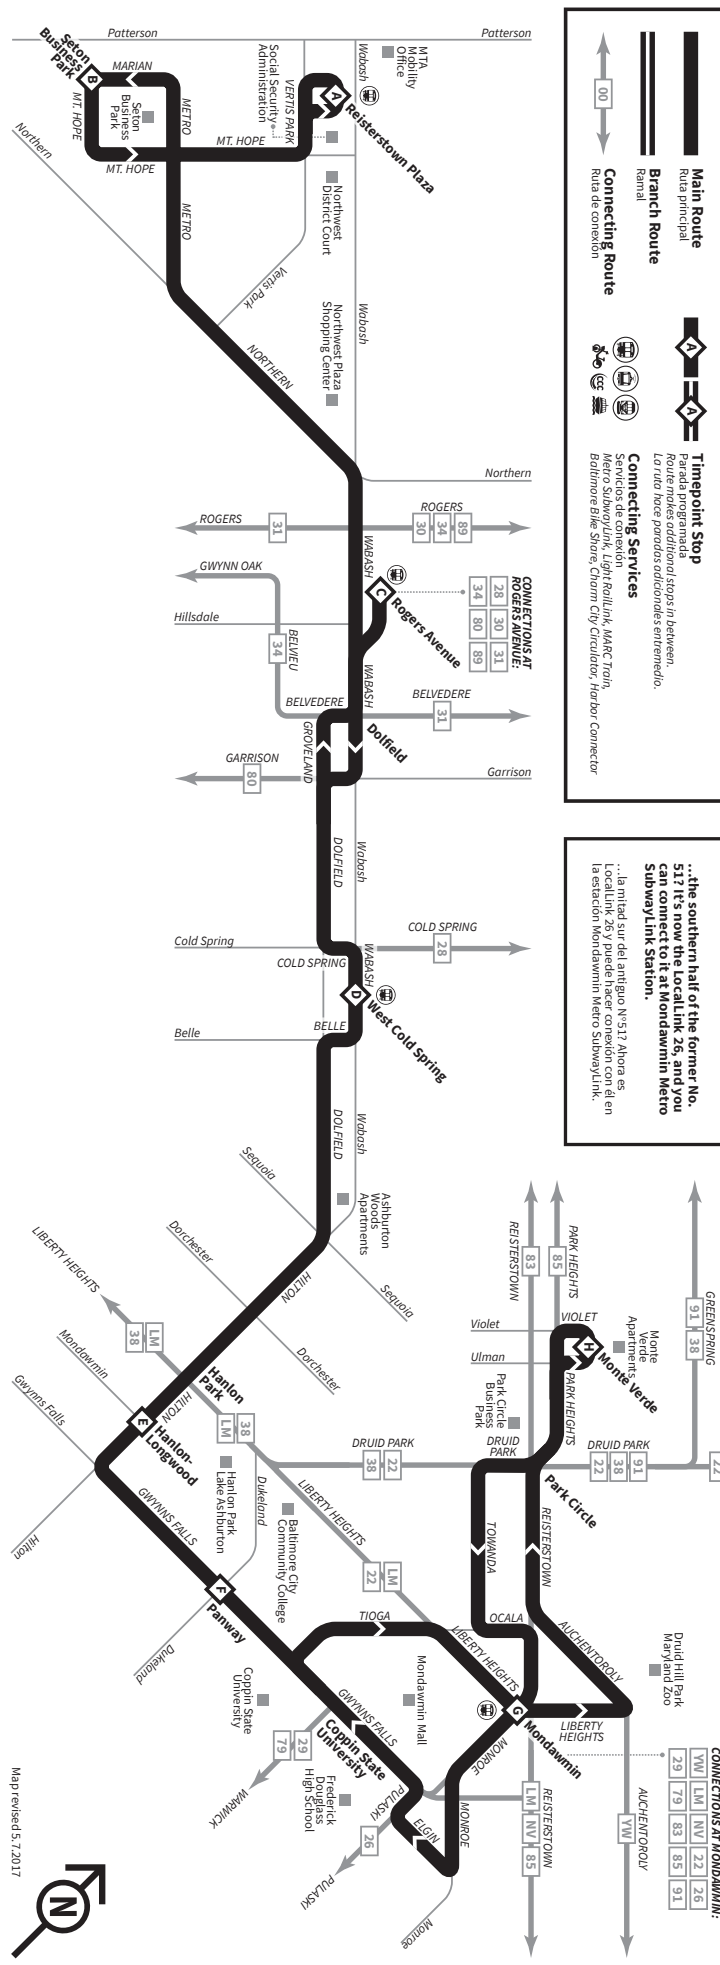 Main Route
Ruta principal
Branch Route
Ramal
00
Connecting Route
Ruta de conexión
A
A
Timepoint Stop
Parada programada
Route makes additional stops in between.
La ruta hace paradas adicionales entremedio.
CCC
Connecting Services
Servicios de conexión
Metro SubwayLink, Light RailLink, MARC Train,
Baltimore Bike Share, Charm City Circulator, Harbor Connector
...the southern half of the former No.
51? It's now the LocalLink 26, and you
can connect to it at Mondawmin Metro
SubwayLink Station.
...la mitad sur del antiguo N°51? Ahora es
LocalLink 26 y puede hacer conexión con él en
la estación Mondawmin Metro SubwayLink.
Patterson
Patterson
Seton
Business
Park
B
MARIAN
MT. HOPE
METRO
Seton
Business
Park
MT. HOPE
MT. HOPE
METRO
Northern
Social Security
Administration
VERTIS PARK
Wabash
MTA
Mobility
Office
A
Reisterstown Plaza
Northwest
District Court
Vertis Park
Northwest Plaza
Shopping Center
Wabash
NORTHERN
Northern
ROGERS
31
ROGERS
30
34
89
GWYNN OAK
WABASH
C
Rogers Avenue
CONNECTIONS AT
ROGERS AVENUE:
28
30
31
34
80
89
Hillsdale
34
BELVIEU
WABASH
BELVEDERE
BELVEDERE
31
Dolfield
GROVELAND
GARRISON
80
Garrison
DOLFIELD
Wabash
Cold Spring
COLD SPRING
28
COLD SPRING
WABASH
D
West Cold Spring
BELLE
Belle
DOLFIELD
Wabash
Sequoia
Ashburton
Woods
Apartments
Sequoia
Dorchester
HILTON
Dorchester
LIBERTY HEIGHTS
38
LM
Mondawmin
Gwynns Falls
HILTON
Hanlon
Park
E
Hanlon-
Longwood
LM
38
Hilton
GWYNNS FALLS
Hanlon Park
Lake Ashburton
Dukeland
Baltimore City
Community College
LIBERTY HEIGHTS
22
LM
DRUID PARK
38
22
REISTERSTOWN
83
PARK HEIGHTS
85
GREENSPRING
91
38
Violet
VIOLET
Ulman
H
Monte Verde
Monte
Verde
Apartments
PARK HEIGHTS
Park Circle
Business
Park
DRUID
PARK
DRUID PARK
22
38
91
22
Park Circle
TOWANDA
REISTERSTOWN
OCALA
AUCHENTOROLY
Druid Hill Park
Maryland Zoo
F
Panway
Dukeland
TIOGA
LIBERTY HEIGHTS
Coppin State
University
GWYNNS FALLS
Mondawmin Mall
G
Mondawmin
LIBERTY
HEIGHTS
CONNECTIONS AT MONDAWMIN:
YW
LM
NV
22
26
29
79
83
85
91
Coppin State
University
79
29
WARWICK
Frederick
Douglass
High School
MONROE
MONROE
PULASKI
ELGIN
26
PULASKI
Monroe
REISTERSTOWN
LM
NV
85
AUCHENTOROLY
YW
Map revised 5.7.2017
N